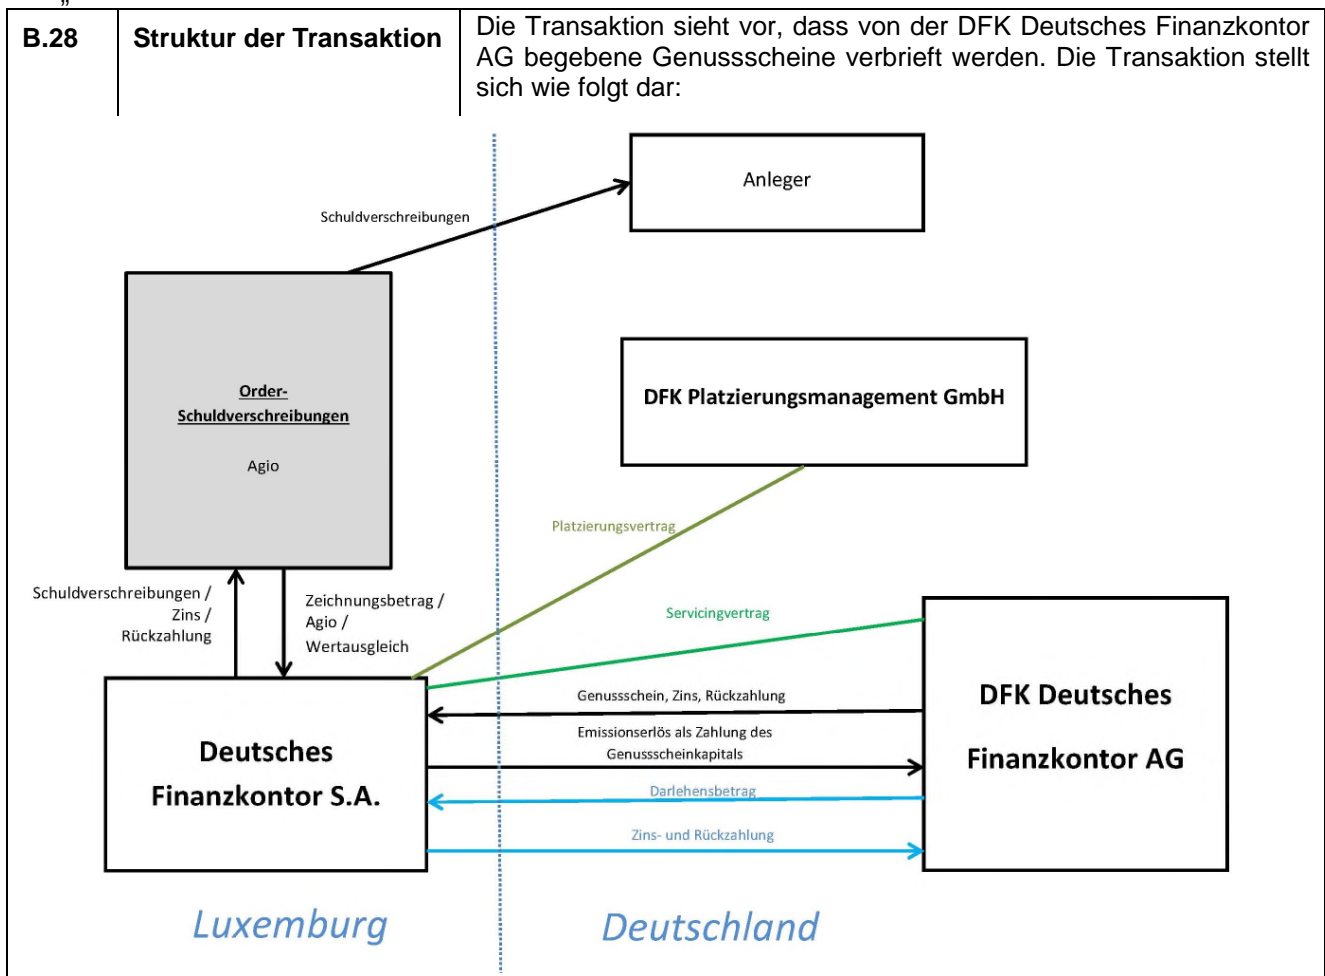 „
B.28
Struktur der Transaktion
Die Transaktion sieht vor, dass von der DFK Deutsches Finanzkontor
AG begebene Genussscheine verbrieft werden. Die Transaktion stellt
sich wie folgt dar:
Anleger
Schuldverschreibungen
Order-
Schuldverschreibungen
Agio
DFK Platzierungsmanagement GmbH
Platzierungsvertrag
Schuldverschreibungen /
Zins /
Rückzahlung
Zeichnungsbetrag /
Agio /
Wertausgleich
Servicingvertrag
Genussschein, Zins, Rückzahlung
Emissionserlös als Zahlung des
Genussscheinkapitals
Darlehensbetrag
Zins- und Rückzahlung
Deutsches
Finanzkontor S.A.
DFK Deutsches
Finanzkontor AG
Luxemburg
Deutschland